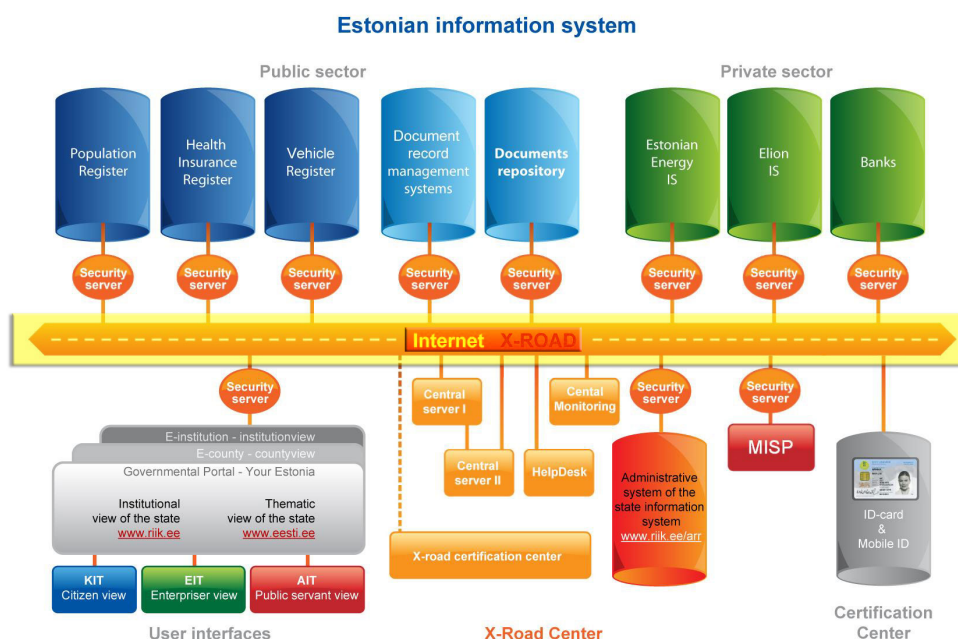 Estonian information system
Public sector
Private sector
Population
Register
Health
Insurance
Register
Vehicle
Register
Document
record
management
systems
Documents
repository
Estonian
Energy
IS
Elion
IS
Banks
Security
server
Security
server
Security
server
Security
server
Security
server
Security
server
Security
server
Security
server
Internet X-ROAD
Security
server
Central
server I
Central
server II
HelpDesk
Cental
Monitoring
Security
server
Security
server
E-institution - institutionview
E-county - countyview
Governmental Portal - Your Estonia
Institutional
view of the state
www.riik.ee
Thematic
view of the state
www.eesti.ee
KIT
Citizen view
EIT
Enterpriser view
AIT
Public servant view
X-road certification center
Administrative
system of the
state information
system
www.riik.ee/arr
MISP
ID-card
&
Mobile ID
User interfaces
X-Road Center
Certification
Center